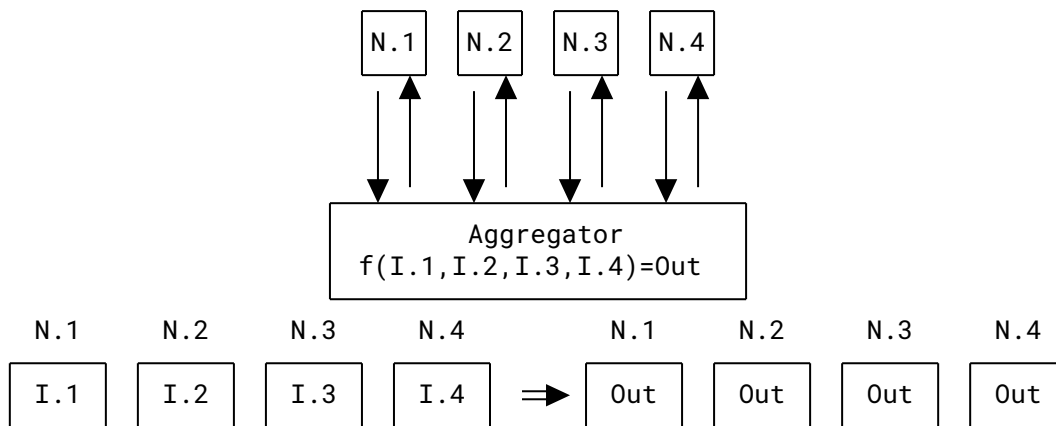 N.1 N.2 N.3 N.4
Aggregator
f(I.1,I.2,I.3,I.4)=Out
N.1 N.2 N.3 N.4 N.1 N.2 N.3 N.4
I.1 I.2 I.3 I.4 Out Out Out Out